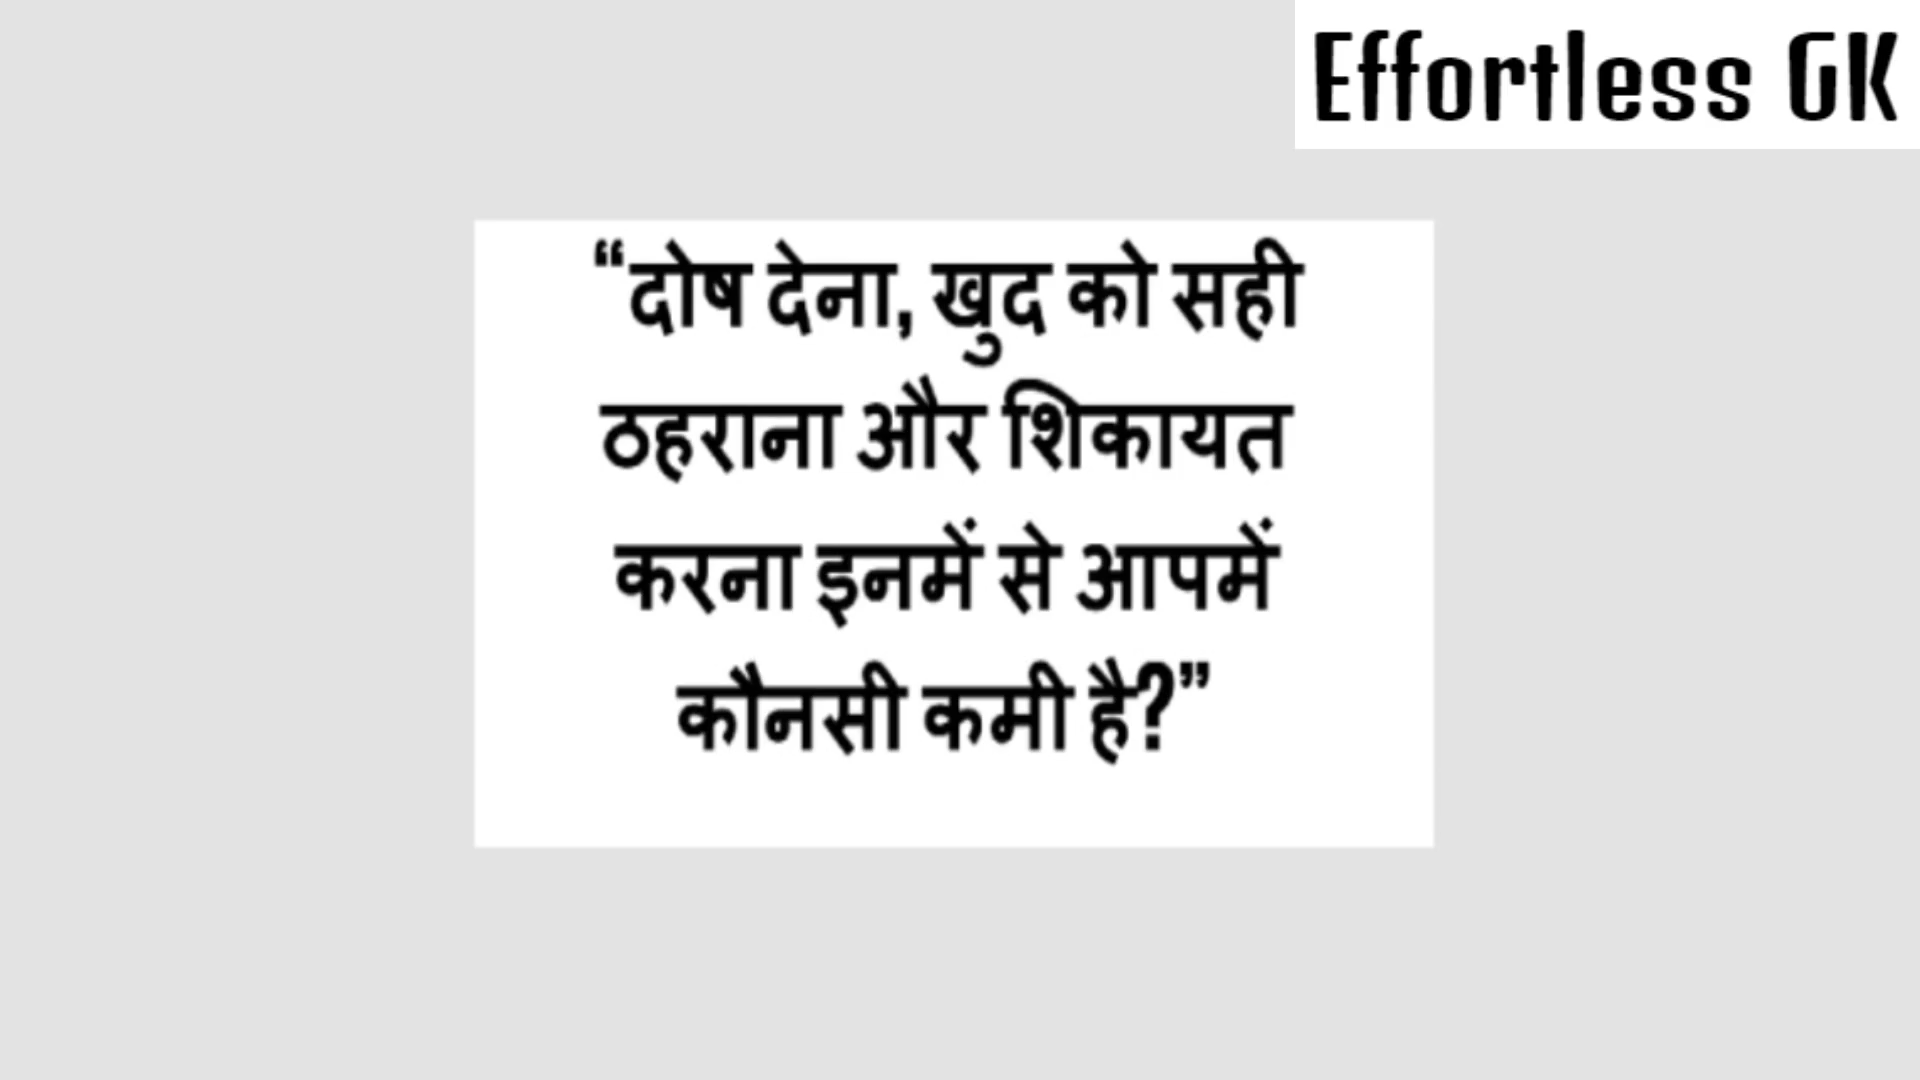 Effortless GK
“दोष देना, खुद को सही
ठहराना और शिकायत
करना इनमें से आपमें
कौनसी कमी है?”